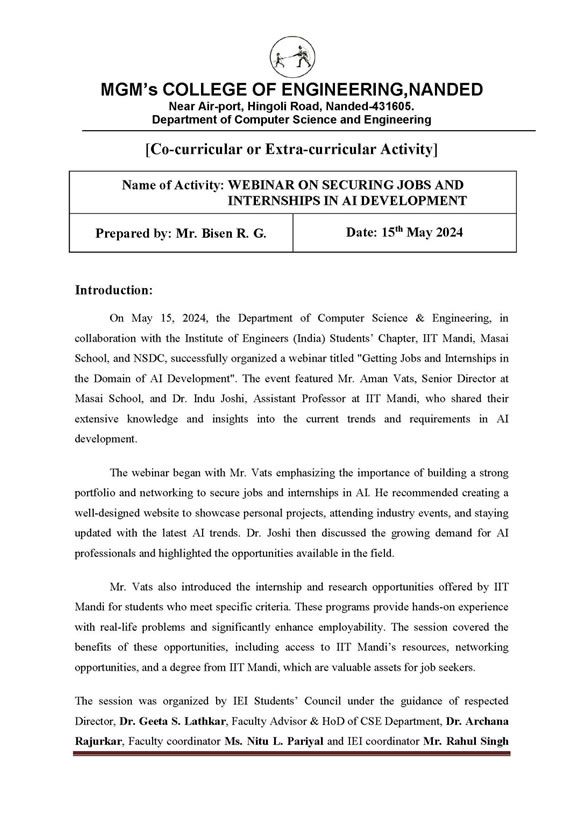 MGM's COLLEGE OF ENGINEERING,NANDED
Near Air-port, Hingoli Road, Nanded-431605.
Department of Computer Science and Engineering
[Co-curricular or Extra-curricular Activity]
Name of Activity: WEBINAR ON SECURING JOBS AND
INTERNSHIPS IN AI DEVELOPMENT
Prepared by: Mr. Bisen R. G.
Date: 15th May 2024
Introduction:
On May 15, 2024, the Department of Computer Science & Engineering, in
collaboration with the Institute of Engineers (India) Students' Chapter, IIT Mandi, Masai
School, and NSDC, successfully organized a webinar titled "Getting Jobs and Internships in
the Domain of AI Development". The event featured Mr. Aman Vats, Senior Director at
Masai School, and Dr. Indu Joshi, Assistant Professor at IIT Mandi, who shared their
extensive knowledge and insights into the current trends and requirements in AI
development.
The webinar began with Mr. Vats emphasizing the importance of building a strong
portfolio and networking to secure jobs and internships in AI. He recommended creating a
well-designed website to showcase personal projects, attending industry events, and staying
updated with the latest AI trends. Dr. Joshi then discussed the growing demand for AI
professionals and highlighted the opportunities available in the field.
Mr. Vats also introduced the internship and research opportunities offered by IIT
Mandi for students who meet specific criteria. These programs provide hands-on experience
with real-life problems and significantly enhance employability. The session covered the
benefits of these opportunities, including access to IIT Mandi's resources, networking
opportunities, and a degree from IIT Mandi, which are valuable assets for job seekers.
The session was organized by IEI Students' Council under the guidance of respected
Director, Dr. Geeta S. Lathkar, Faculty Advisor & HoD of CSE Department, Dr. Archana
Rajurkar, Faculty coordinator Ms. Nitu L. Pariyal and IEI coordinator Mr. Rahul Singh